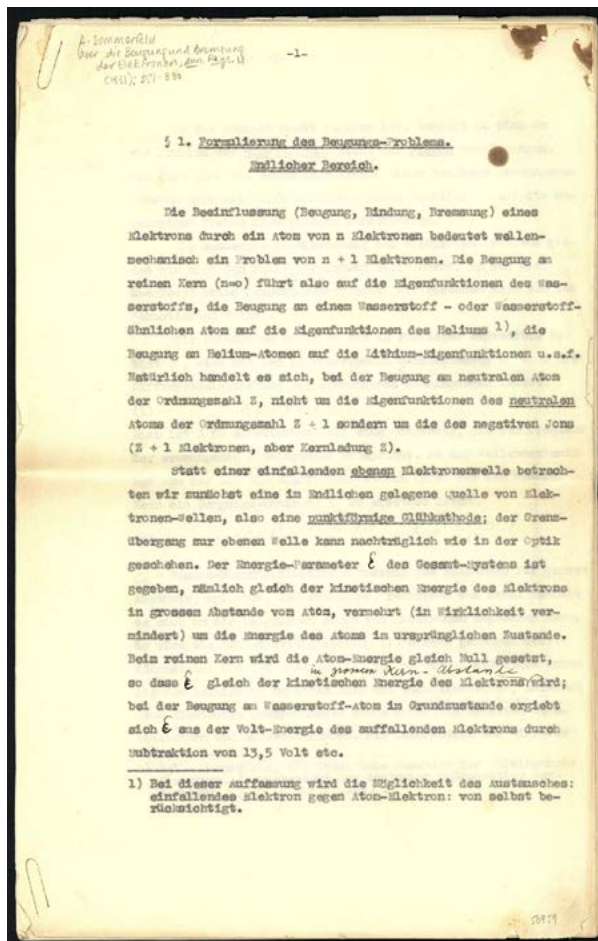 A. Sommerfeld
Über die Beugung und Bremsung
der Elektronen, Ann. Phys. 11
(1931), 257-330
-1-
§ 1. Formulierung des Beugungs-Problems.
Endlicher Bereich.
Die Beeinflussung (Beugung, Bindung, Bremsung) eines
Elektrons durch ein Atom von n Elektronen bedeutet wellen-
mechanisch ein Problem von n + 1 Elektronen. Die Beugung am
reinen Kern (n=o) führt also auf die Eigenfunktionen des Was-
serstoffs, die Beugung an einem Wasserstoff - oder Wasserstoff-
ähnlichen Atom auf die Eigenfunktionen des Heliums 1), die
Beugung an Helium-Atomen auf die Lithium-Eigenfunktionen u.s.f.
Natürlich handelt es sich, bei der Beugung am neutralen Atom
der Ordnungszahl Z, nicht um die Eigenfunktionen des neutralen
Atoms der Ordnungszahl Z + 1 sondern um die des negativen Jons
(Z + 1 Elektronen, aber Kernladung Z).
Statt einer einfallenden ebenen Elektronenwelle betrach-
ten wir zunächst eine im Endlichen gelegene Quelle von Elek-
tronen-Wellen, also eine punktförmige Glühkathode; der Grenz-
übergang zur ebenen Welle kann nachträglich wie in der Optik
geschehen. Der Energie-Parameter ℰ des Gesamt-Systems ist
gegeben, nämlich gleich der kinetischen Energie des Elektrons
in grossem Abstande vom Atom, vermehrt (in Wirklichkeit ver-
mindert) um die Energie des Atoms im ursprünglichen Zustande.
Beim reinen Kern wird die Atom-Energie gleich Null gesetzt,
in grossem Kern-Abstande
so dass ℰ gleich der kinetischen Energie des Elektrons wird;
bei der Beugung am Wasserstoff-Atom im Grundzustande ergiebt
sich ℰ aus der Volt-Energie des auffallenden Elektrons durch
Subtraktion von 13,5 Volt etc.
1) Bei dieser Auffassung wird die Möglichkeit des Austausches:
einfallendes Elektron gegen Atom-Elektron: von selbst be-
rücksichtigt.